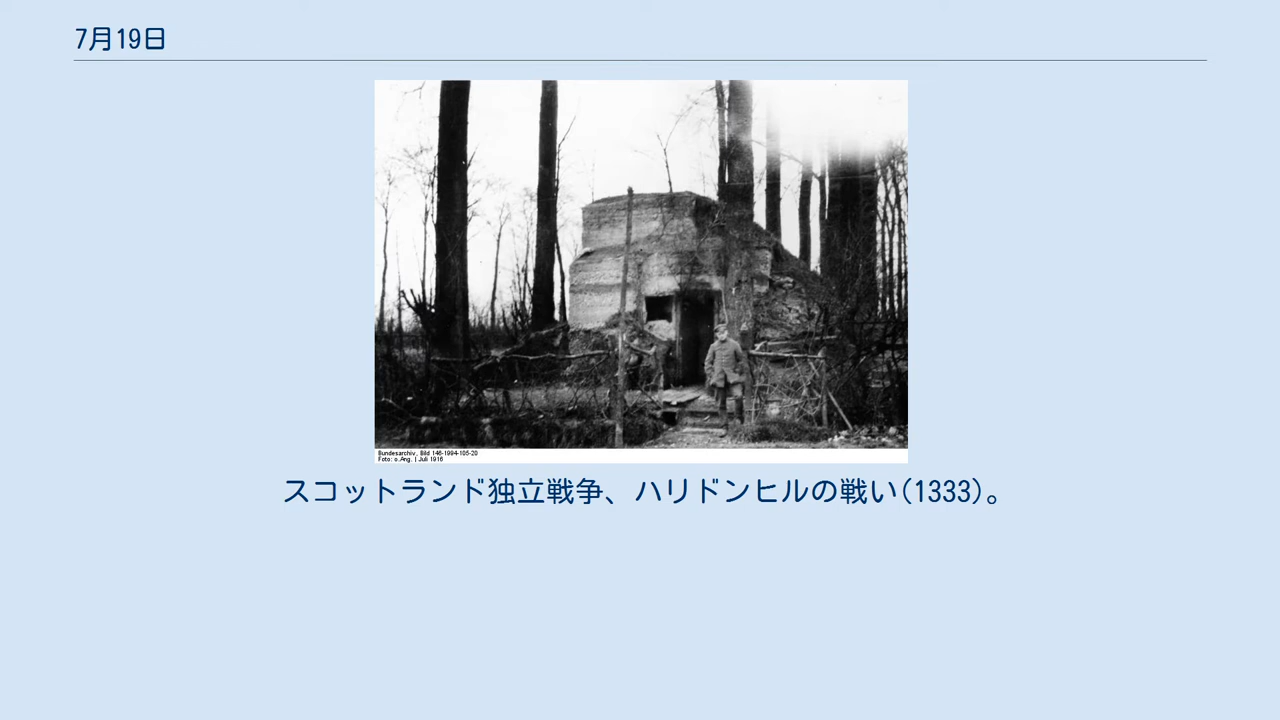 7月19日
Bundesarchiv, Bild 146-1994-105-20
Foto: o.Ang. | Juli 1916
スコットランド独立戦争、ハリドンヒルの戦い(1333)。